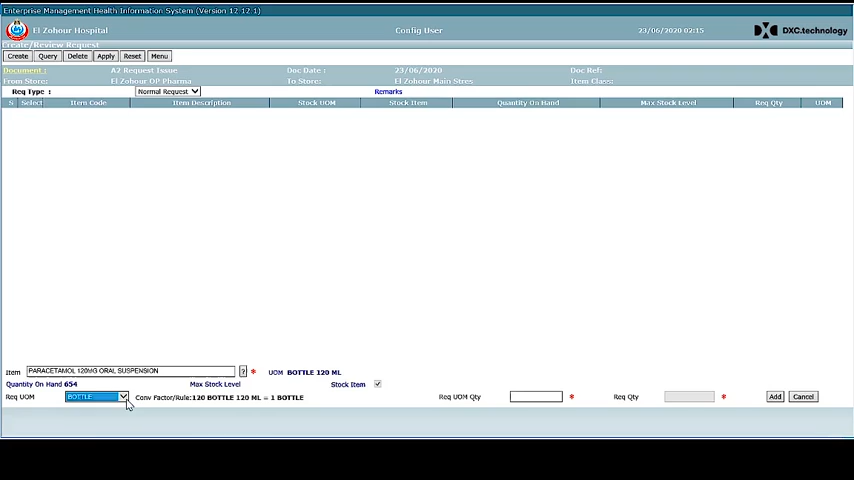 Enterprise Management Health Information System (Version 12.12.1)
El Zohour Hospital Config User 23/06/2020 02:15 DXC.technology
Create/Review Request
Create Query Delete Apply Reset Menu
Document : A2 Request Issue Doc Date : 23/06/2020 Doc Ref:
From Store: El Zohour OP Pharma To Store: El Zohour Main Stres Item Class:
Req Type : Normal Request Remarks
S Select Item Code Item Description Stock UOM Stock Item Quantity On Hand Max Stock Level Req Qty UOM
Item PARACETAMOL 120MG ORAL SUSPENSION ? * UOM BOTTLE 120 ML
Quantity On Hand 654 Max Stock Level Stock Item
Req UOM BOTTLE Conv Factor/Rule:120 BOTTLE 120 ML = 1 BOTTLE Req UOM Qty * Req Qty * Add Cancel